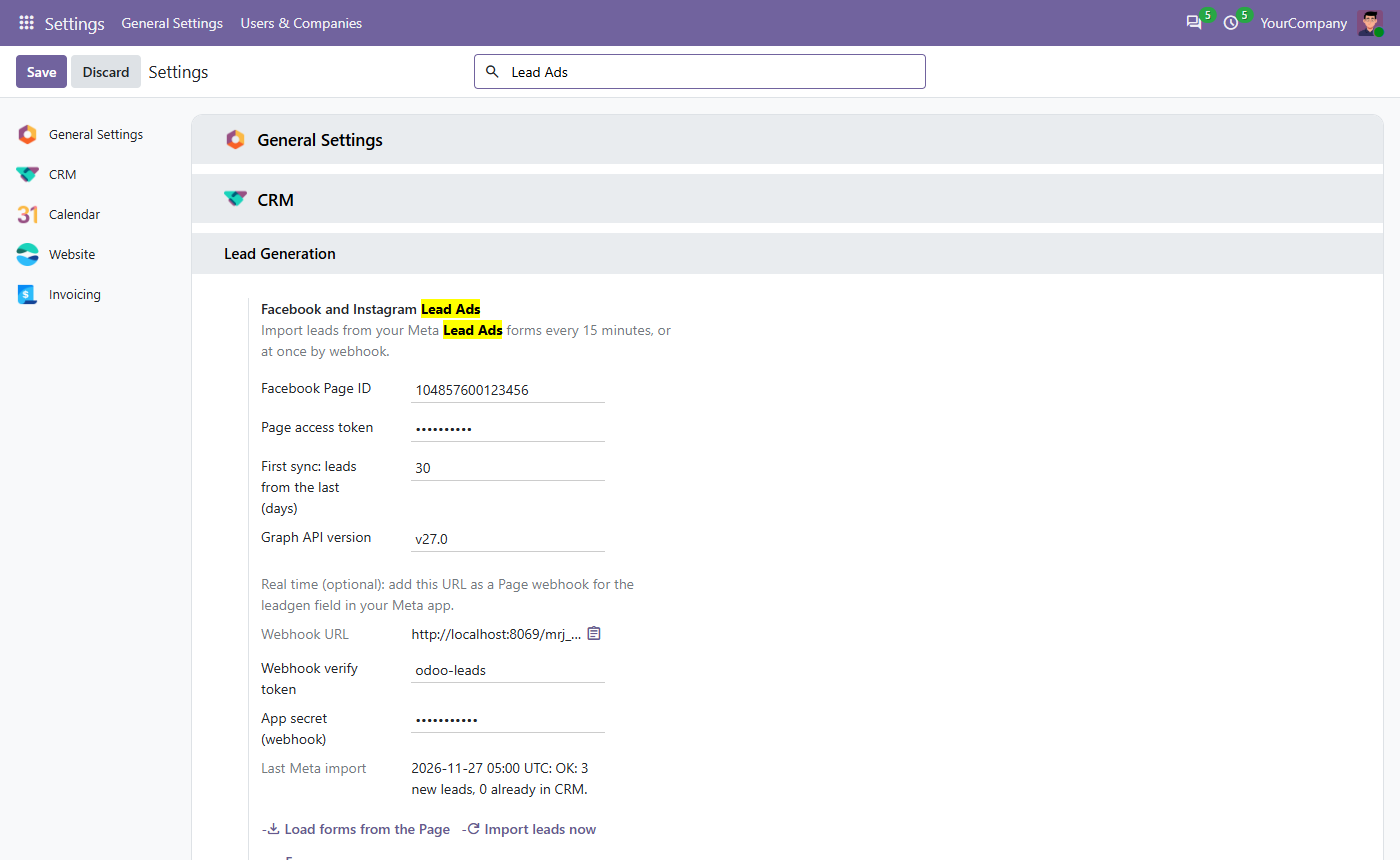 Settings General Settings Users & Companies 5 5 YourCompany
Save Discard Settings Lead Ads
General Settings
CRM
Calendar
Website
Invoicing
General Settings
CRM
Lead Generation
Facebook and Instagram Lead Ads
Import leads from your Meta Lead Ads forms every 15 minutes, or
at once by webhook.
Facebook Page ID 104857600123456
Page access token ••••••••••
First sync: leads 30
from the last
(days)
Graph API version v27.0
Real time (optional): add this URL as a Page webhook for the
leadgen field in your Meta app.
Webhook URL http://localhost:8069/mrj_...
Webhook verify odoo-leads
token
App secret •••••••••••
(webhook)
Last Meta import 2026-11-27 05:00 UTC: OK: 3
new leads, 0 already in CRM.
Load forms from the Page Import leads now